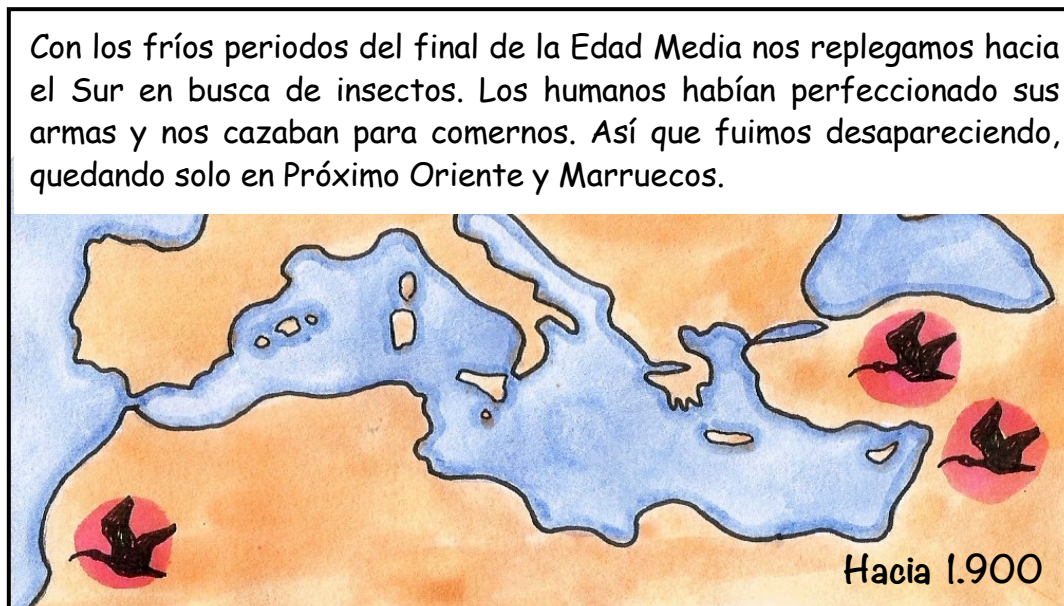 Con los fríos periodos del final de la Edad Media nos replegamos hacia
el Sur en busca de insectos. Los humanos habían perfeccionado sus
armas y nos cazaban para comernos. Así que fuimos desapareciendo,
quedando solo en Próximo Oriente y Marruecos.
Hacia 1.900